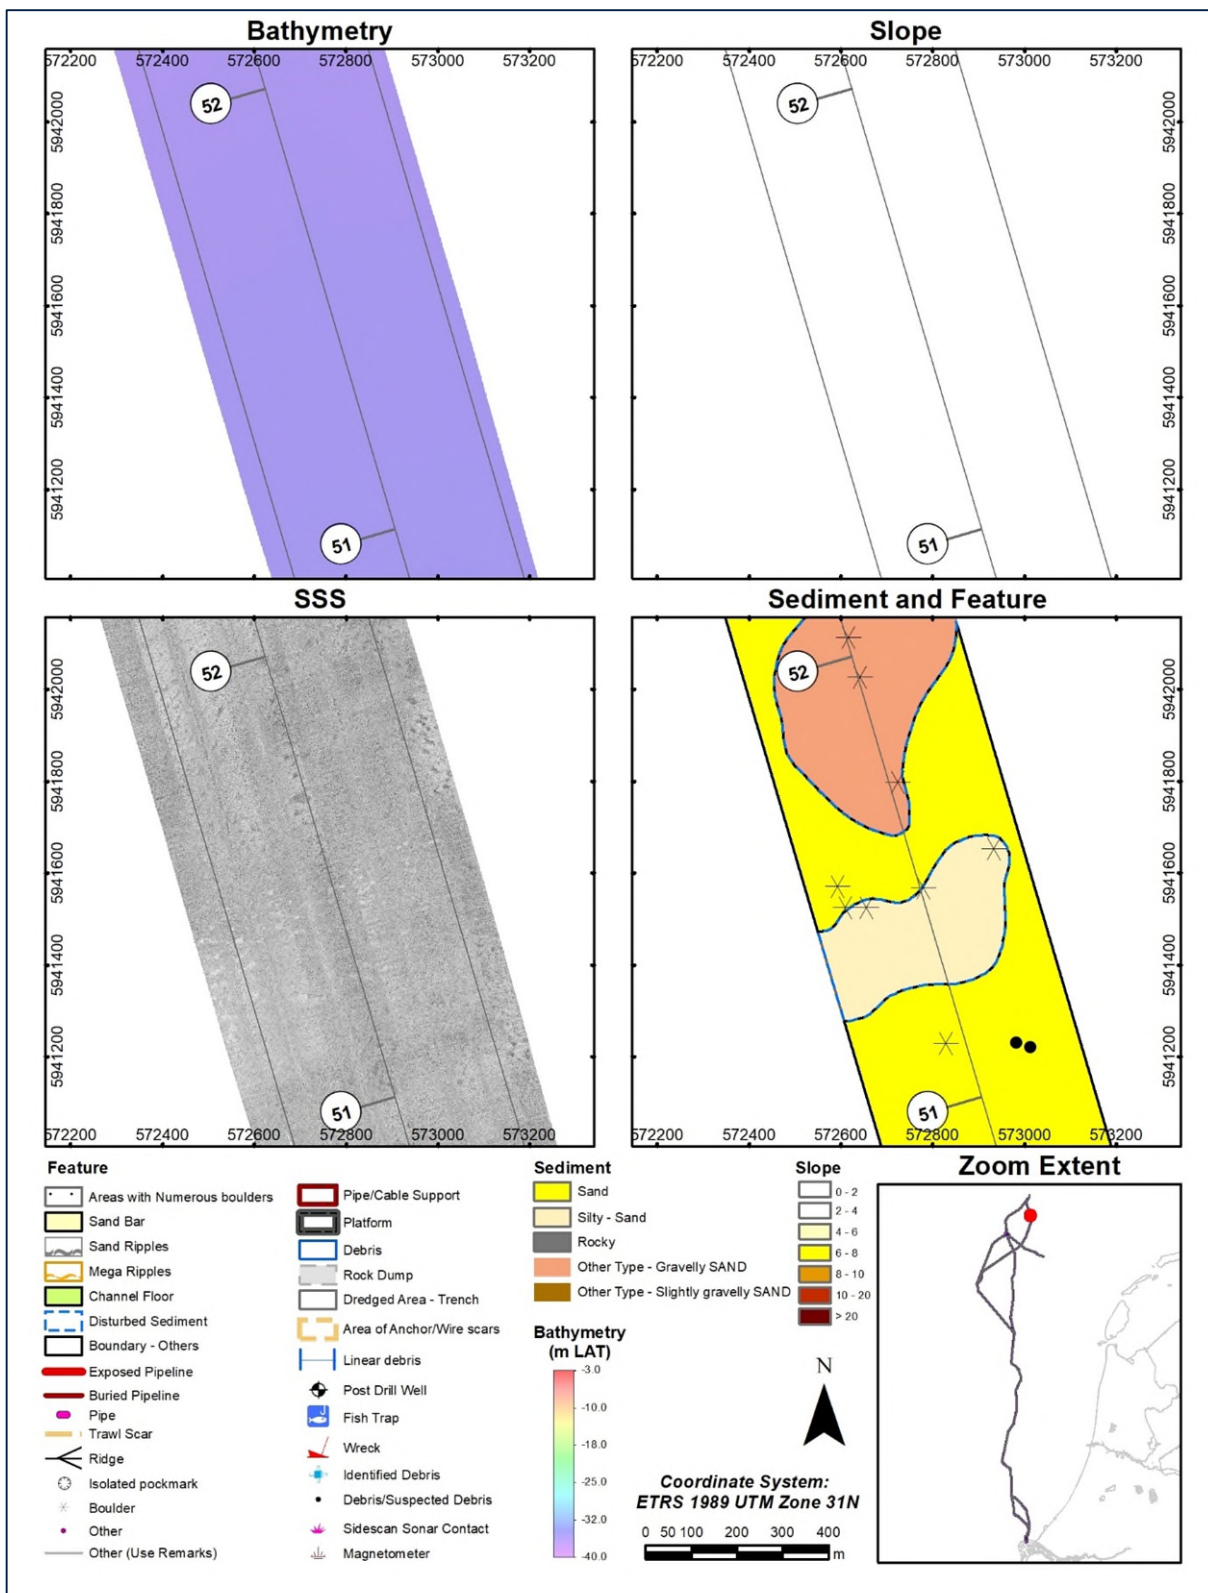 Bathymetry
572200 572400 572600 572800 573000 573200
5942000
5941800
5941600
5941400
5941200
52
51
Slope
572200 572400 572600 572800 573000 573200
5942000
5941800
5941600
5941400
5941200
52
51
SSS
5942000
5941800
5941600
5941400
5941200
52
51
572200 572400 572600 572800 573000 573200
Sediment and Feature
5942000
5941800
5941600
5941400
5941200
52
51
572200 572400 572600 572800 573000 573200
Feature
Areas with Numerous boulders
Sand Bar
Sand Ripples
Mega Ripples
Channel Floor
Disturbed Sediment
Boundary - Others
Exposed Pipeline
Buried Pipeline
Pipe
Trawl Scar
Ridge
Isolated pockmark
Boulder
Other
Other (Use Remarks)
Pipe/Cable Support
Platform
Debris
Rock Dump
Dredged Area - Trench
Area of Anchor/Wire scars
Linear debris
Post Drill Well
Fish Trap
Wreck
Identified Debris
Debris/Suspected Debris
Sidescan Sonar Contact
Magnetometer
Sediment
Sand
Silty - Sand
Rocky
Other Type - Gravelly SAND
Other Type - Slightly gravelly SAND
Bathymetry
(m LAT)
-3.0
-10.0
-18.0
-25.0
-32.0
-40.0
Slope
0 - 2
2 - 4
4 - 6
6 - 8
8 - 10
10 - 20
> 20
N
Coordinate System:
ETRS 1989 UTM Zone 31N
0 50 100 200 300 400
m
Zoom Extent